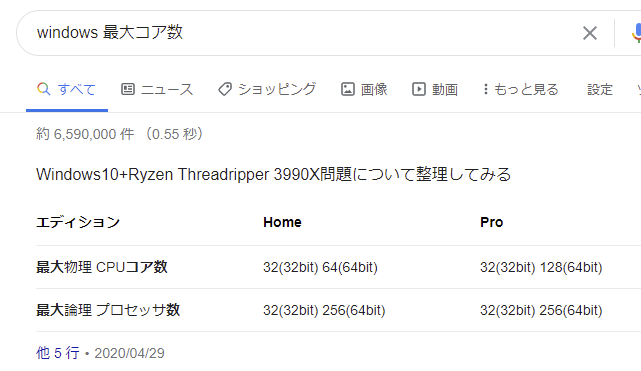 windows 最大コア数
すべて ニュース ショッピング 画像 動画 もっと見る 設定
約 6,590,000 件 （0.55 秒）
Windows10+Ryzen Threadripper 3990X問題について整理してみる
エディション Home Pro
最大物理 CPUコア数 32(32bit) 64(64bit) 32(32bit) 128(64bit)
最大論理 プロセッサ数 32(32bit) 256(64bit) 32(32bit) 256(64bit)
他 5 行 • 2020/04/29